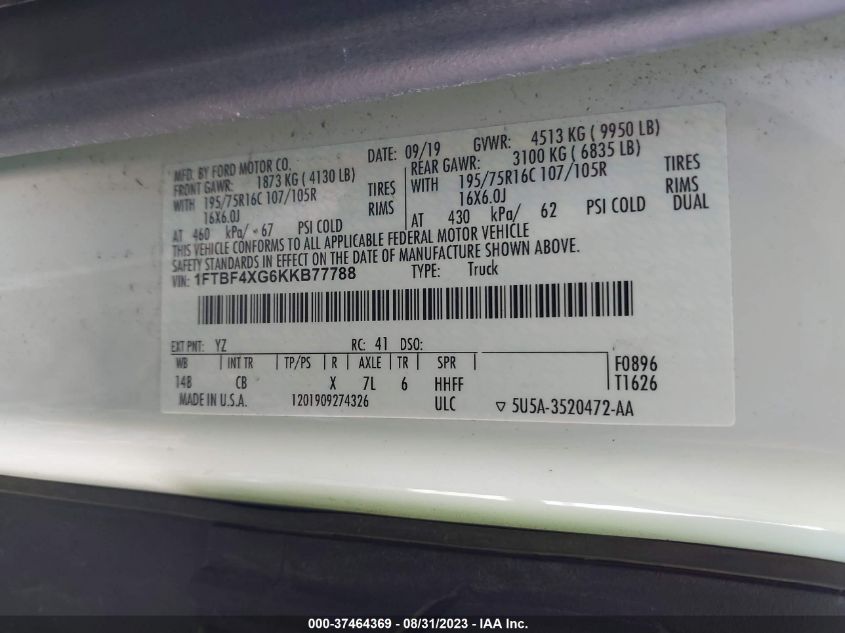 MFD. BY FORD MOTOR CO.
DATE: 09/19 GVWR: 4513 KG ( 9950 LB)
FRONT GAWR: 1873 KG ( 4130 LB)
REAR GAWR: 3100 KG ( 6835 LB)
WITH 195/75R16C 107/105R TIRES
WITH 195/75R16C 107/105R TIRES
16X6.0J RIMS
16X6.0J RIMS
AT 460 kPa/ 67 PSI COLD
AT 430 kPa/ 62 PSI COLD DUAL
THIS VEHICLE CONFORMS TO ALL APPLICABLE FEDERAL MOTOR VEHICLE
SAFETY STANDARDS IN EFFECT ON THE DATE OF MANUFACTURE SHOWN ABOVE.
VIN: 1FTBF4XG6KKB77788 TYPE: Truck
EXT PNT: YZ RC: 41 DSO:
WB INT TR TP/PS R AXLE TR SPR F0896
148 CB X 7L 6 HHFF T1626
MADE IN U.S.A. 1201909274326 ULC ▽ 5U5A-3520472-AA
000-37464369 - 08/31/2023 - IAA Inc.